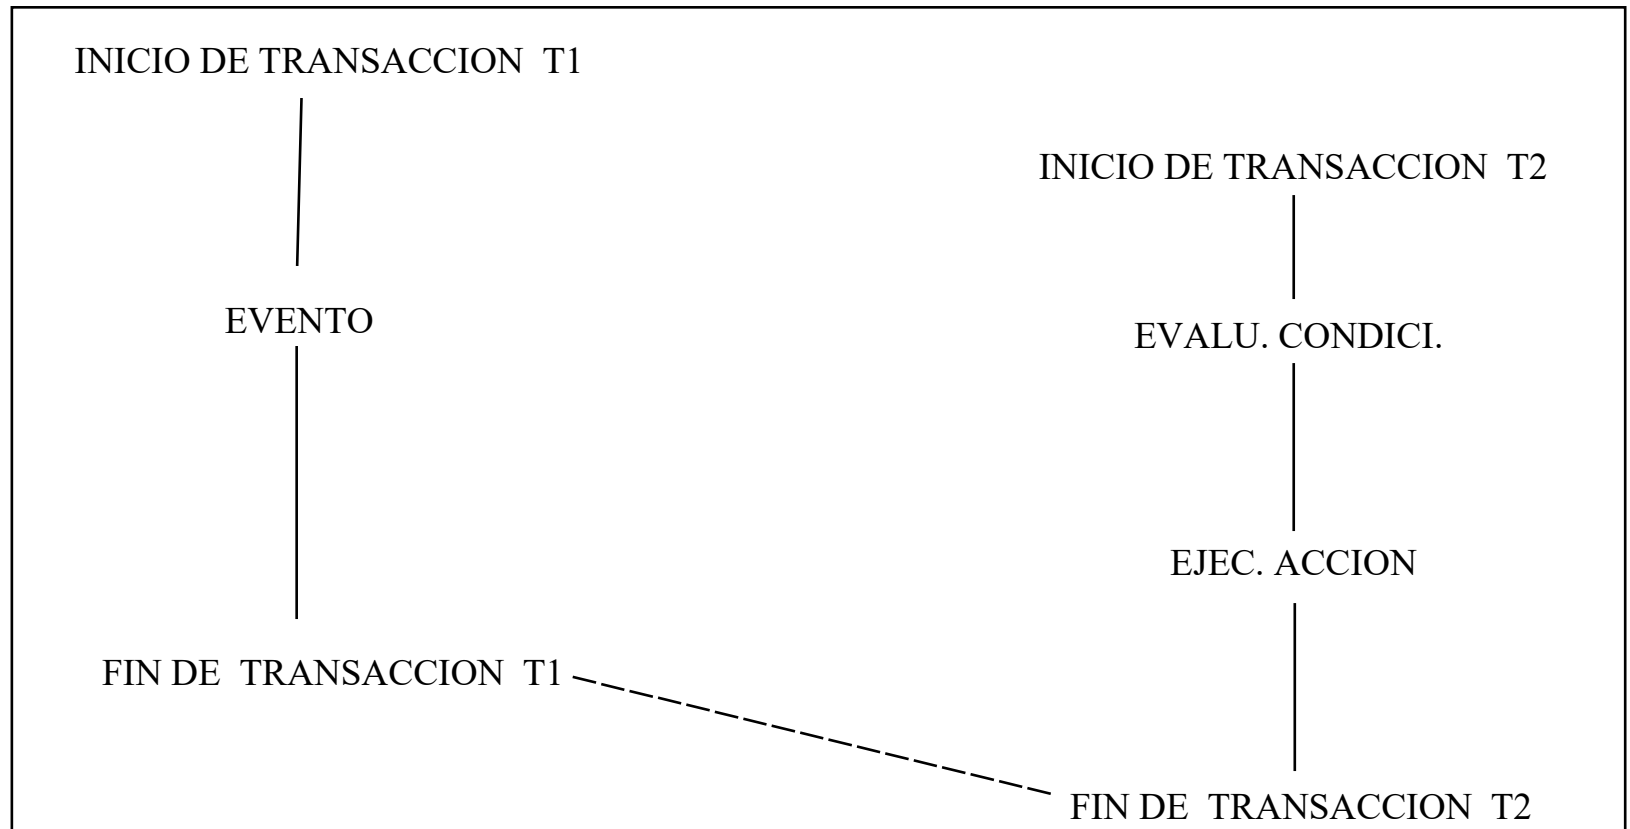 INICIO DE TRANSACCION T1
INICIO DE TRANSACCION T2
EVENTO
EVALU. CONDICI.
EJEC. ACCION
FIN DE TRANSACCION T1
FIN DE TRANSACCION T2